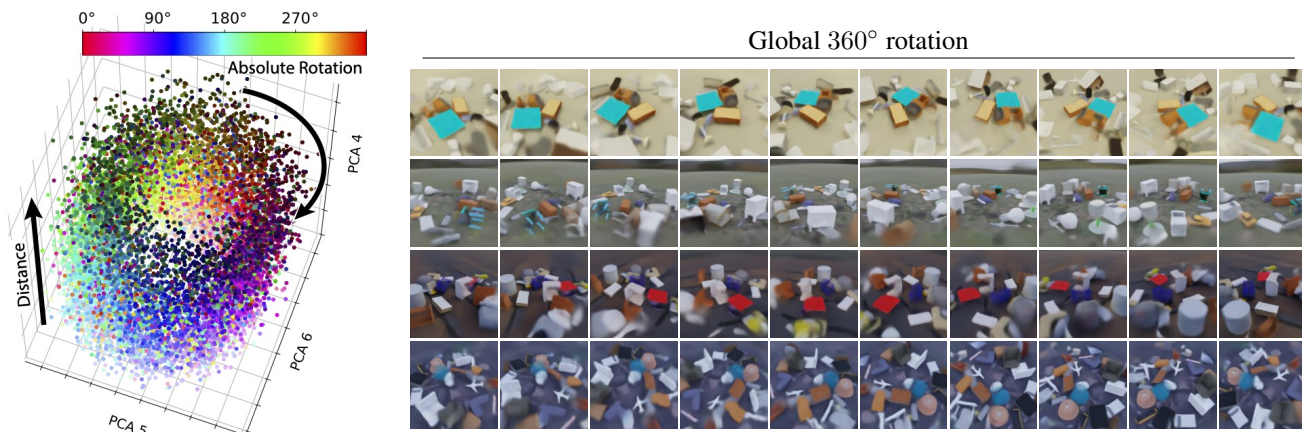 0° 90° 180° 270°
Absolute Rotation
Distance
PCA 4
PCA 6
PCA 5
Global 360° rotation